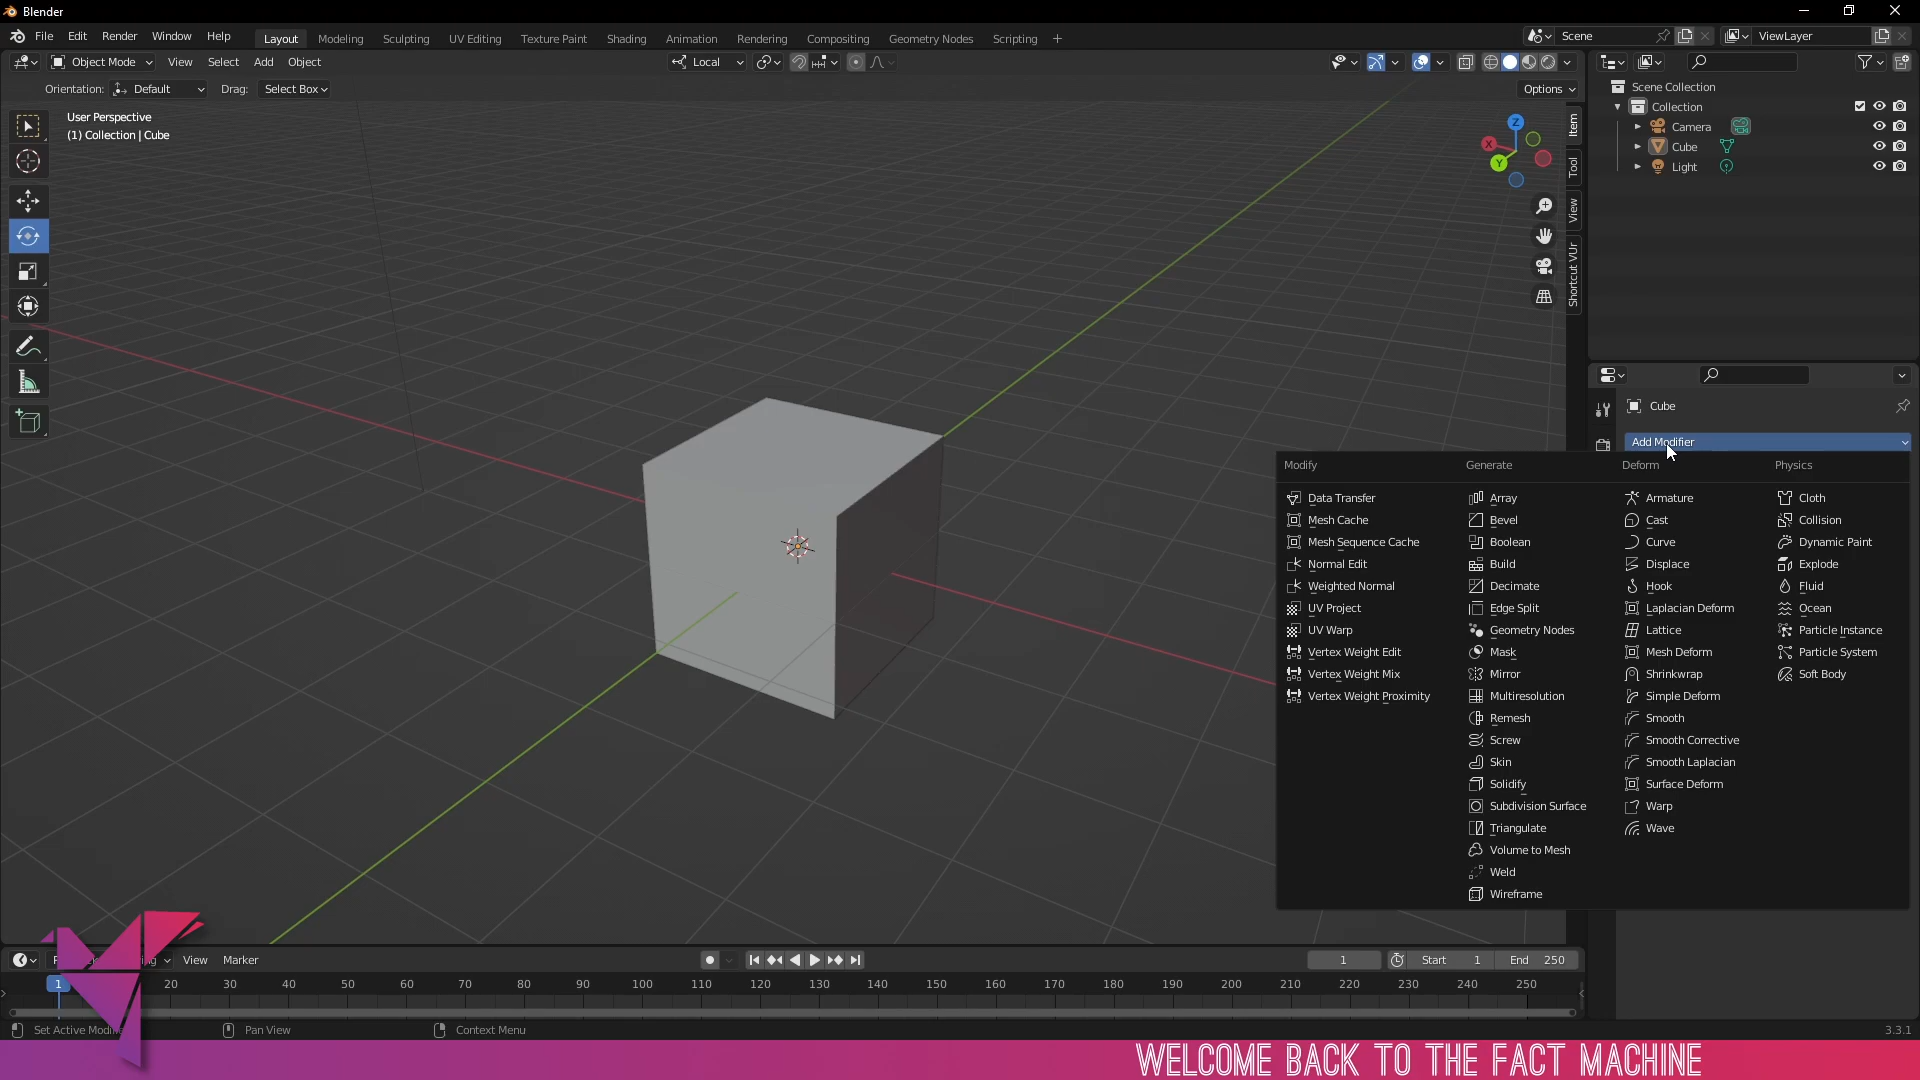 Blender
File Edit Render Window Help Layout Modeling Sculpting UV Editing Texture Paint Shading Animation Rendering Compositing Geometry Nodes Scripting + Scene ViewLayer
Object Mode View Select Add Object Local
Orientation: Default Drag: Select Box Options
User Perspective
(1) Collection | Cube
Z
X
Y
Item
Tool
View
Shortcut VUr
Scene Collection
Collection
Camera
Cube
Light
Cube
Add Modifier
Modify
Data Transfer
Mesh Cache
Mesh Sequence Cache
Normal Edit
Weighted Normal
UV Project
UV Warp
Vertex Weight Edit
Vertex Weight Mix
Vertex Weight Proximity
Generate
Array
Bevel
Boolean
Build
Decimate
Edge Split
Geometry Nodes
Mask
Mirror
Multiresolution
Remesh
Screw
Skin
Solidify
Subdivision Surface
Triangulate
Volume to Mesh
Weld
Wireframe
Deform
Armature
Cast
Curve
Displace
Hook
Laplacian Deform
Lattice
Mesh Deform
Shrinkwrap
Simple Deform
Smooth
Smooth Corrective
Smooth Laplacian
Surface Deform
Warp
Wave
Physics
Cloth
Collision
Dynamic Paint
Explode
Fluid
Ocean
Particle Instance
Particle System
Soft Body
View Marker 1 Start 1 End 250
1 20 30 40 50 60 70 80 90 100 110 120 130 140 150 160 170 180 190 200 210 220 230 240 250
Set Active Pan View Context Menu 3.3.1
WELCOME BACK TO THE FACT MACHINE